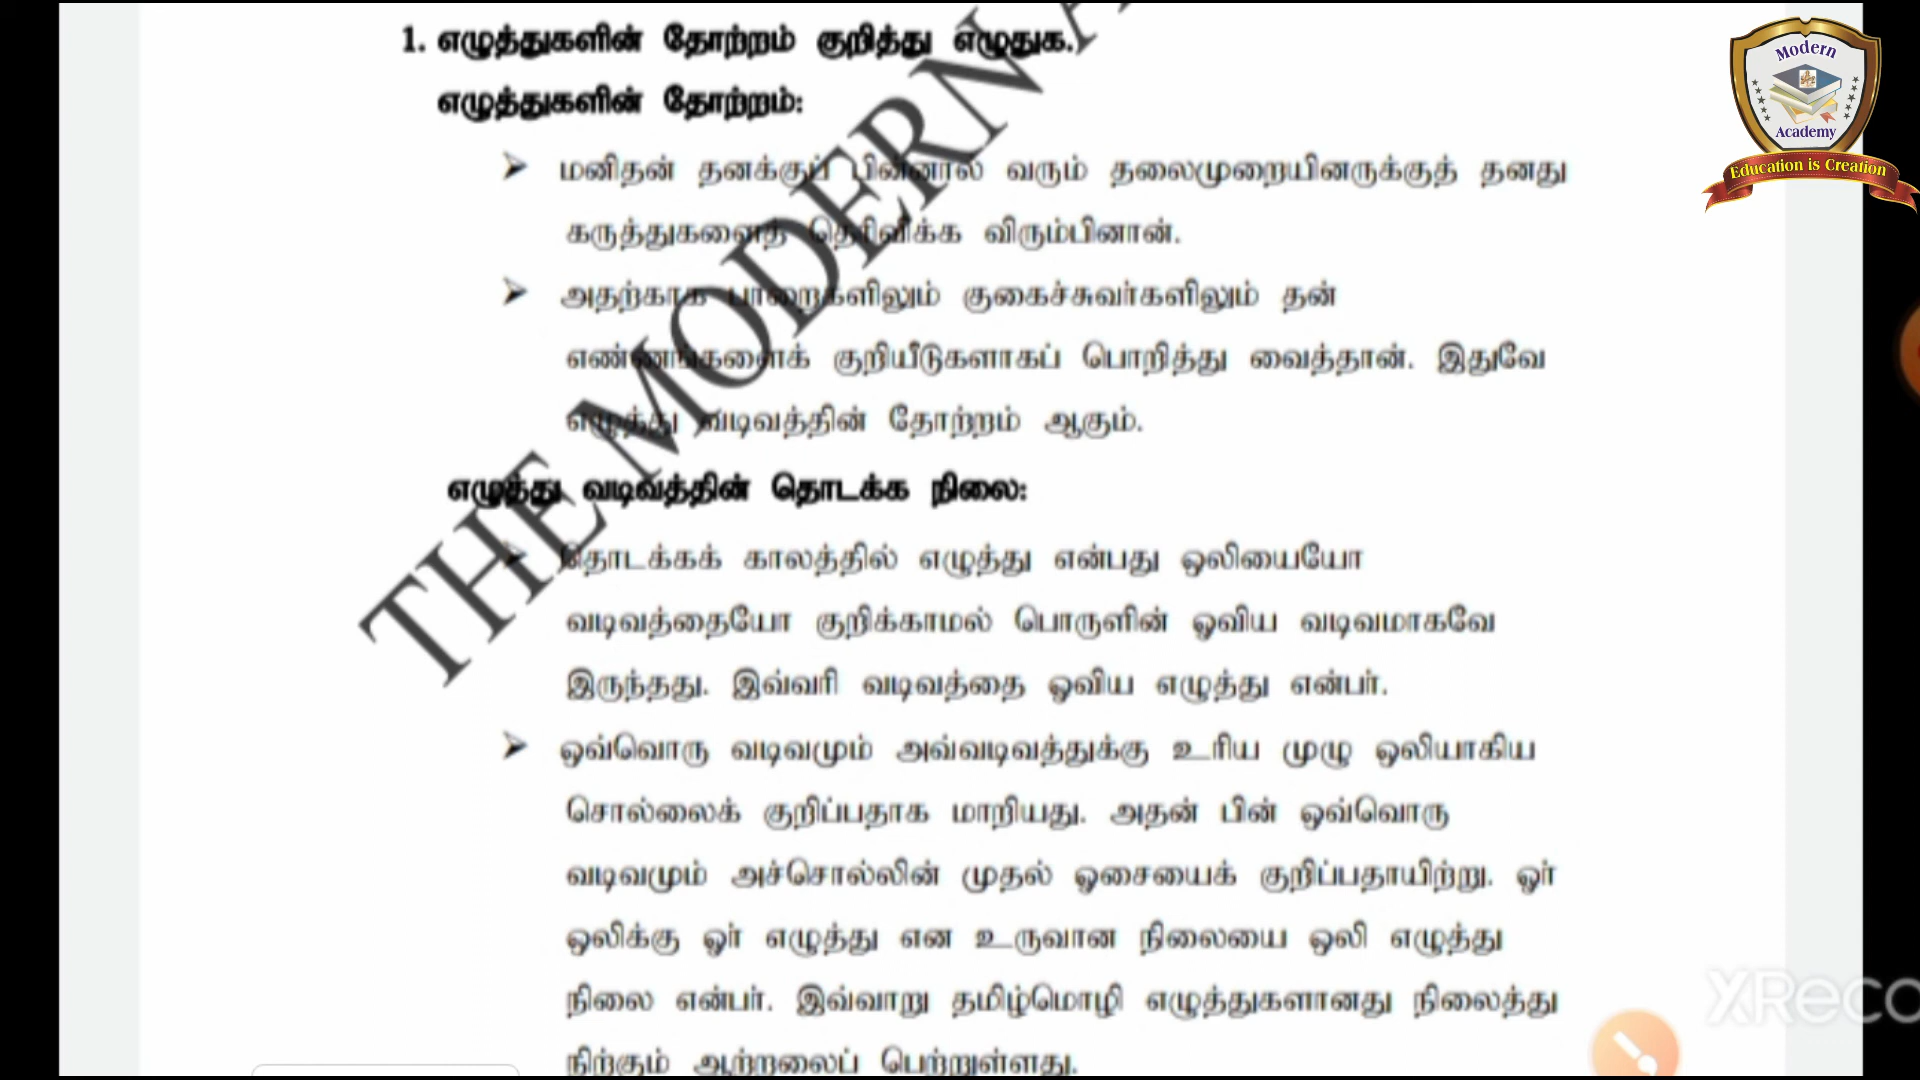 1. எழுத்துகளின் தோற்றம் குறித்து எழுதுக.
எழுத்துகளின் தோற்றம்:
➤ மனிதன் தனக்குப் பின்னால் வரும் தலைமுறையினருக்குத் தனது
கருத்துகளைத் தெரிவிக்க விரும்பினான்.
➤ அதற்காக பாறைகளிலும் குகைச்சுவர்களிலும் தன்
எண்ணங்களைக் குறியீடுகளாகப் பொறித்து வைத்தான். இதுவே
எழுத்து வடிவத்தின் தோற்றம் ஆகும்.
எழுத்து வடிவத்தின் தொடக்க நிலை:
➤ தொடக்கக் காலத்தில் எழுத்து என்பது ஒலியையோ
வடிவத்தையோ குறிக்காமல் பொருளின் ஓவிய வடிவமாகவே
இருந்தது. இவ்வரி வடிவத்தை ஓவிய எழுத்து என்பர்.
➤ ஒவ்வொரு வடிவமும் அவ்வடிவத்துக்கு உரிய முழு ஒலியாகிய
சொல்லைக் குறிப்பதாக மாறியது. அதன் பின் ஒவ்வொரு
வடிவமும் அச்சொல்லின் முதல் ஓசையைக் குறிப்பதாயிற்று. ஓர்
ஒலிக்கு ஓர் எழுத்து என உருவான நிலையை ஒலி எழுத்து
நிலை என்பர். இவ்வாறு தமிழ்மொழி எழுத்துகளானது நிலைத்து
நிற்கும் ஆற்றலைப் பெற்றுள்ளது.
THE MODERN A
Modern
Academy
Education is Creation
XReco